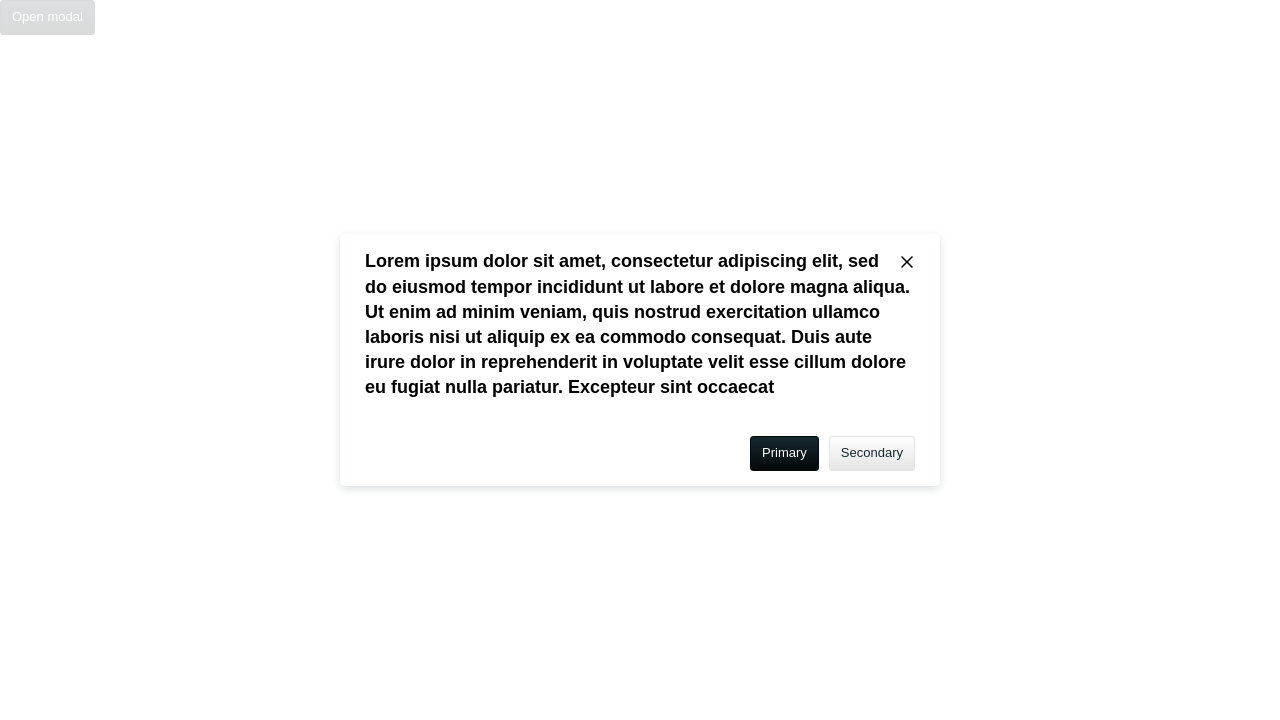 Open modal
Lorem ipsum dolor sit amet, consectetur adipiscing elit, sed
do eiusmod tempor incididunt ut labore et dolore magna aliqua.
Ut enim ad minim veniam, quis nostrud exercitation ullamco
laboris nisi ut aliquip ex ea commodo consequat. Duis aute
irure dolor in reprehenderit in voluptate velit esse cillum dolore
eu fugiat nulla pariatur. Excepteur sint occaecat
Primary Secondary